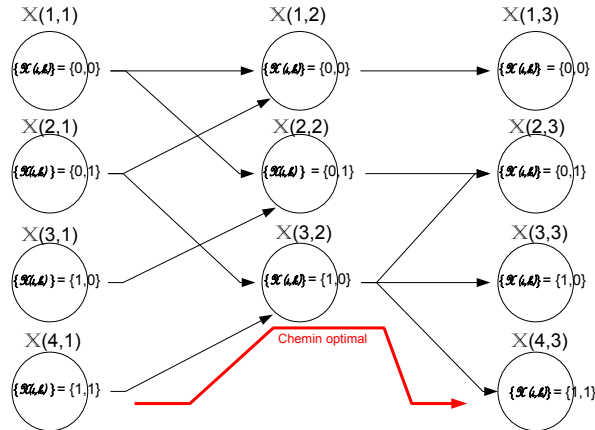 𝕏(1,1) 𝕏(1,2) 𝕏(1,3)
{𝒳(i,k)} = {0,0} {𝒳(i,k)} = {0,0} {𝒳(i,k)} = {0,0}
𝕏(2,1) 𝕏(2,2) 𝕏(2,3)
{𝒳(i,k)} = {0,1} {𝒳(i,k)} = {0,1} {𝒳(i,k)} = {0,1}
𝕏(3,1) 𝕏(3,2) 𝕏(3,3)
{𝒳(i,k)} = {1,0} {𝒳(i,k)} = {1,0} {𝒳(i,k)} = {1,0}
Chemin optimal
𝕏(4,1) 𝕏(4,3)
{𝒳(i,k)} = {1,1} {𝒳(i,k)} = {1,1}